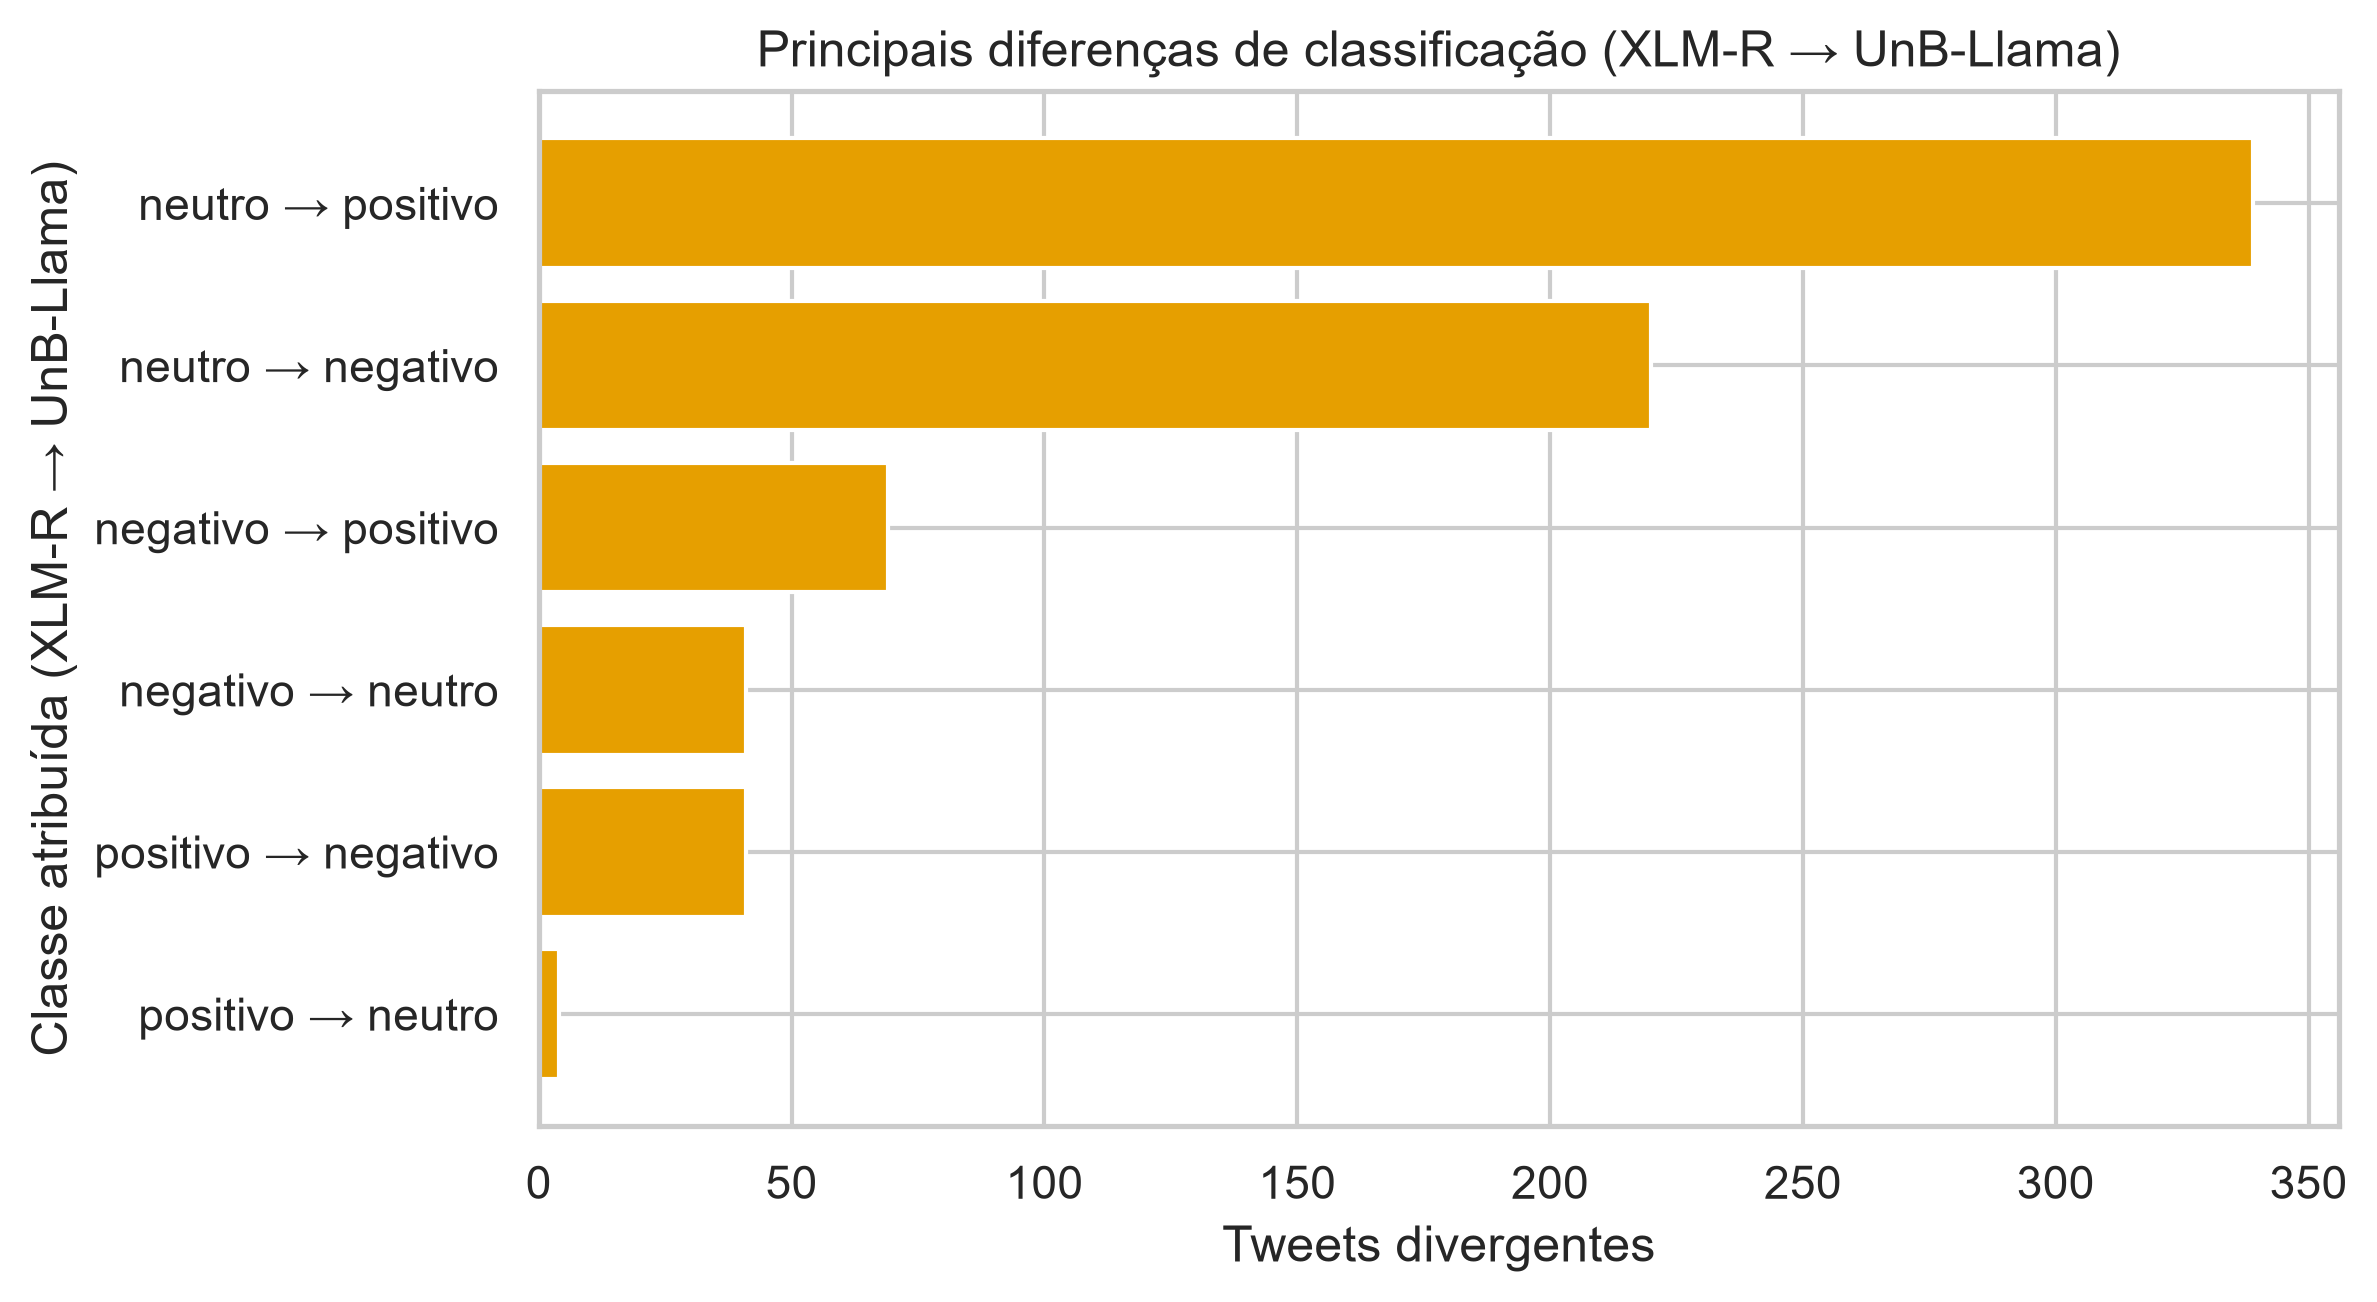 Principais diferenças de classificação (XLM-R → UnB-Llama)
Classe atribuída (XLM-R → UnB-Llama)
neutro → positivo
neutro → negativo
negativo → positivo
negativo → neutro
positivo → negativo
positivo → neutro
0 50 100 150 200 250 300 350
Tweets divergentes